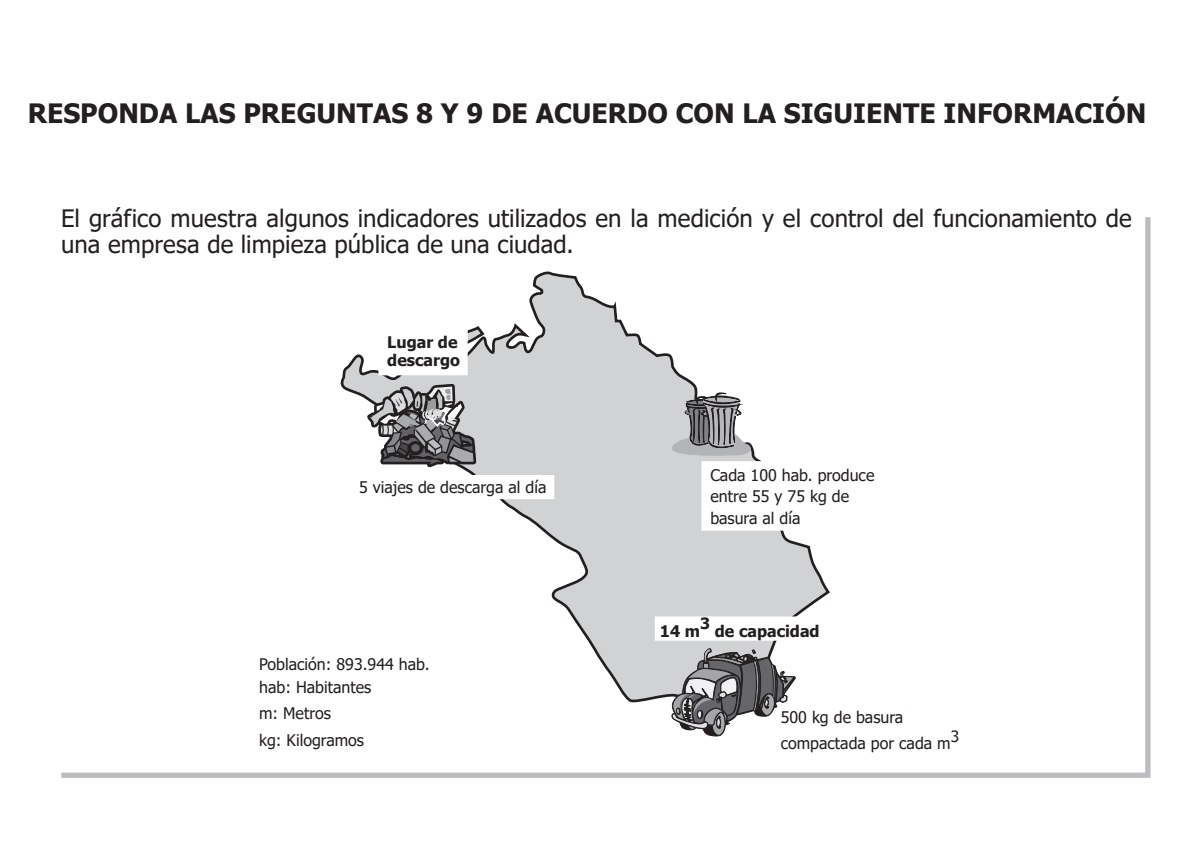 RESPONDA LAS PREGUNTAS 8 Y 9 DE ACUERDO CON LA SIGUIENTE INFORMACIÓN
El gráfico muestra algunos indicadores utilizados en la medición y el control del funcionamiento de
una empresa de limpieza pública de una ciudad.
Lugar de
descargo
5 viajes de descarga al día
Cada 100 hab. produce
entre 55 y 75 kg de
basura al día
14 m³ de capacidad
500 kg de basura
compactada por cada m³
Población: 893.944 hab.
hab: Habitantes
m: Metros
kg: Kilogramos